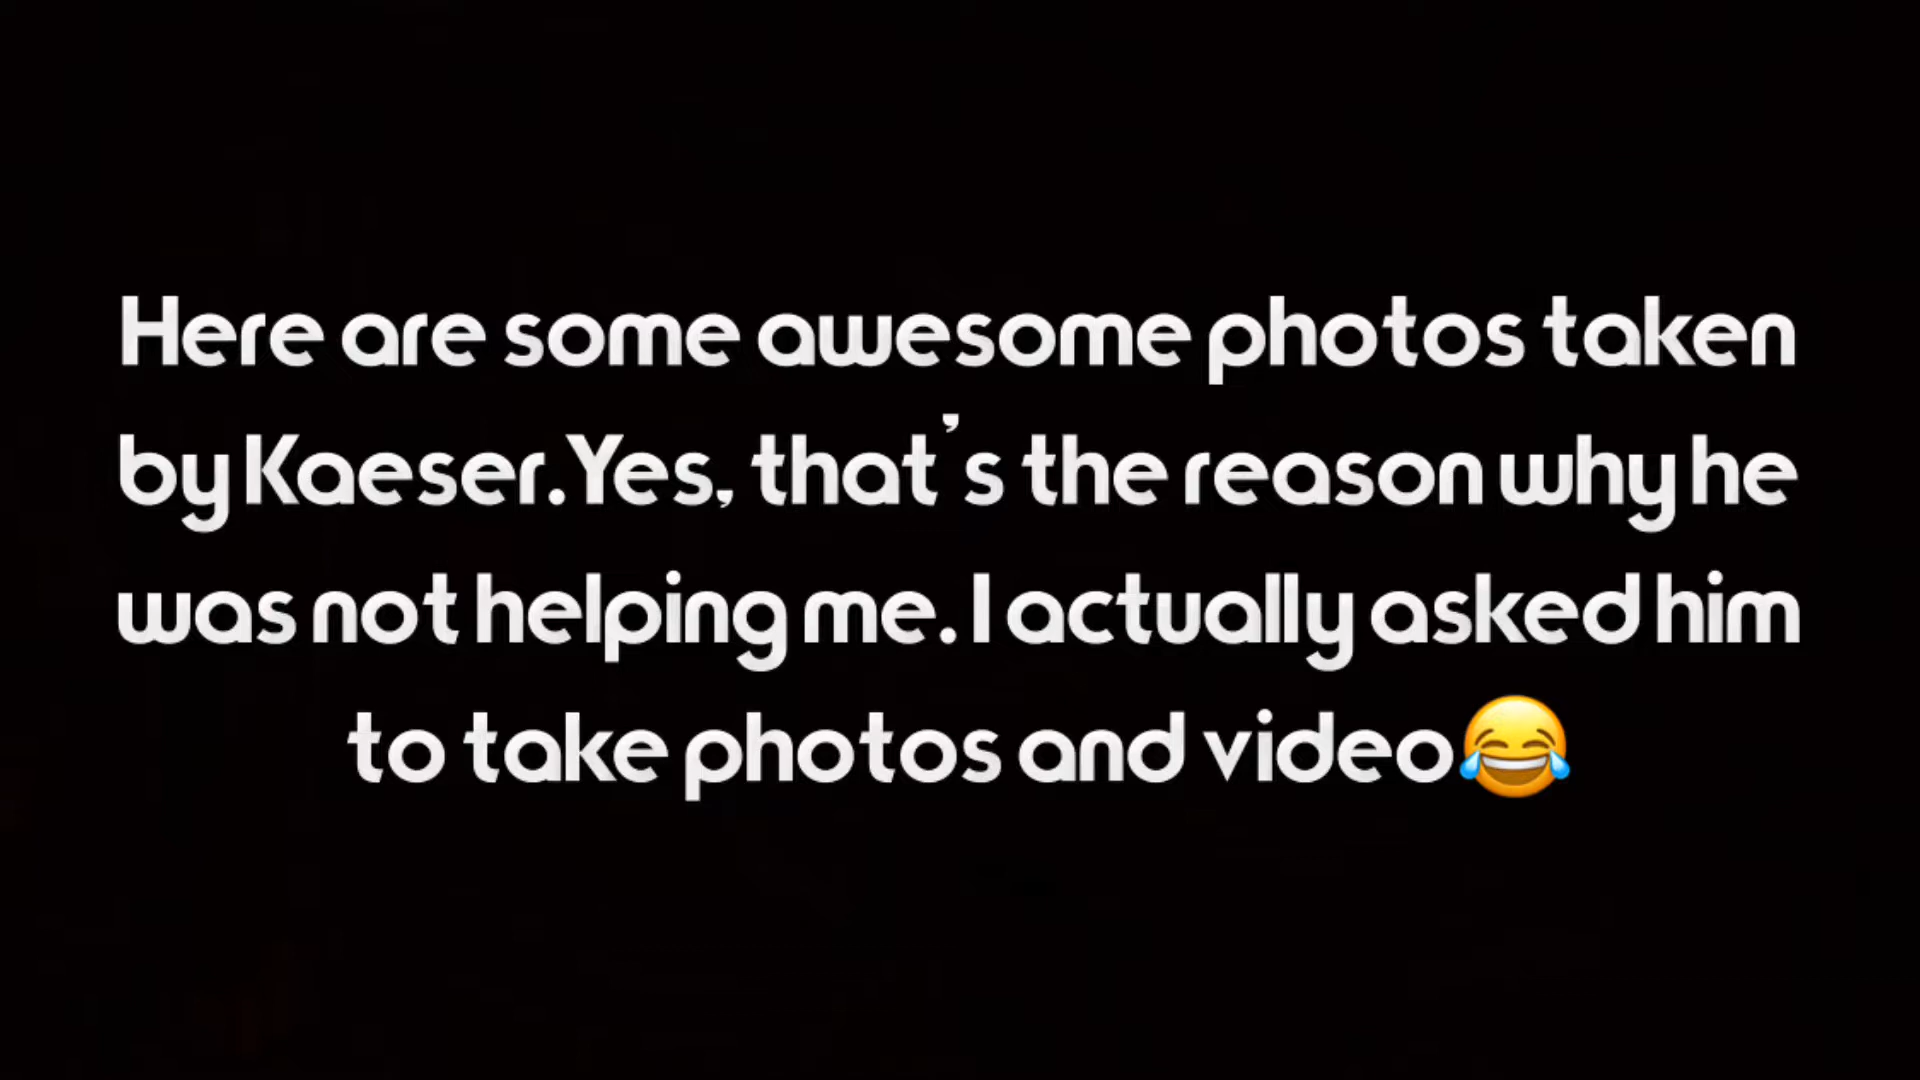 Here are some awesome photos taken
by Kaeser.Yes, that’s the reason why he
was not helping me. I actually asked him
to take photos and video😂